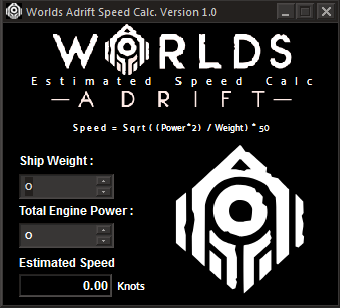 Worlds Adrift Speed Calc. Version 1.0
WORLDS
Estimated Speed Calc
—ADRIFT—
Speed = Sqrt((Power*2) / Weight) * 50
Ship Weight :
0
Total Engine Power :
0
Estimated Speed
0.00 Knots